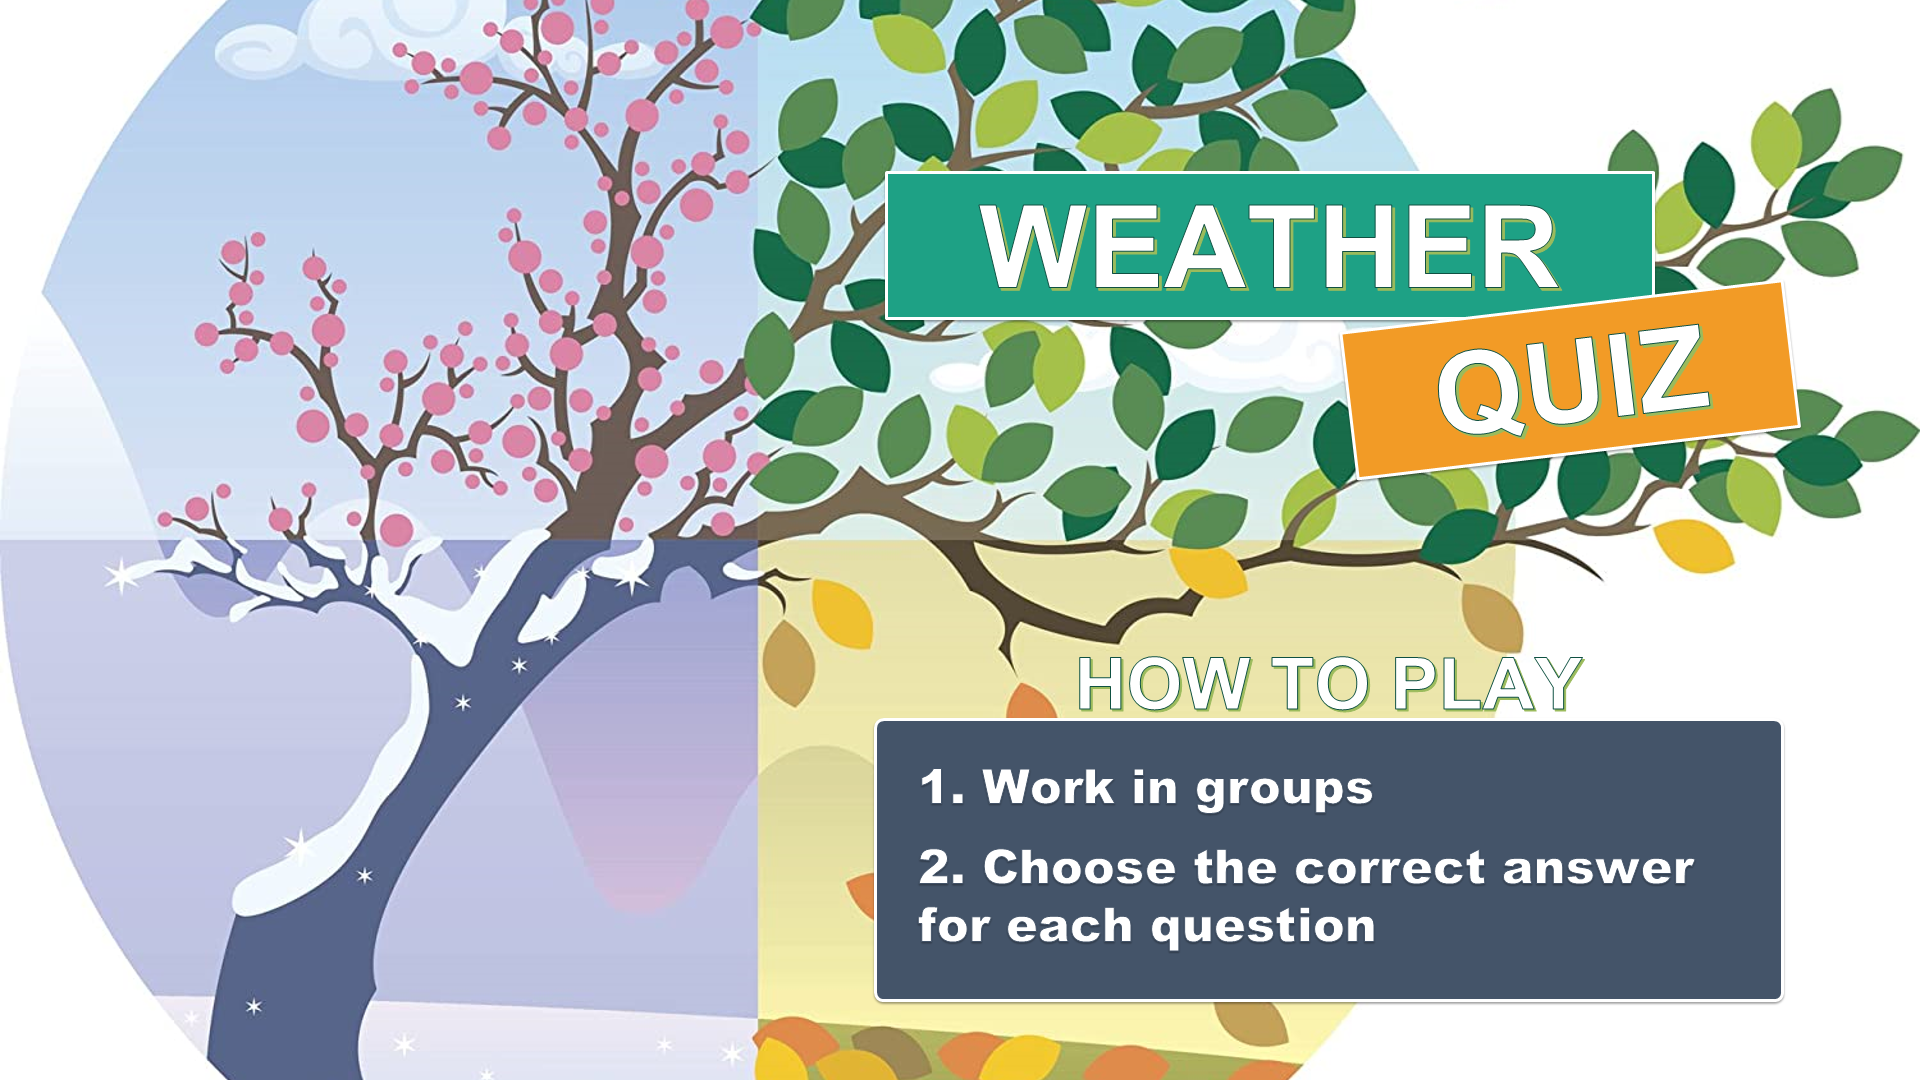 WEATHER
QUIZ
HOW TO PLAY
1. Work in groups
2. Choose the correct answer
for each question